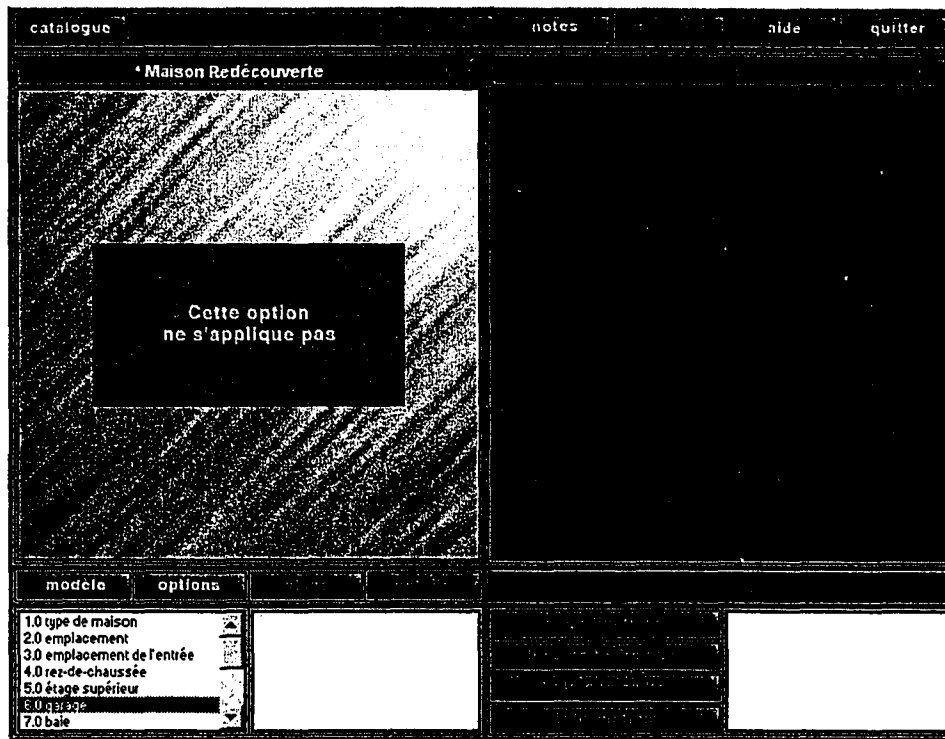 catalogue
notes
aide
quitter
* Maison Redécouverte
Cette option
ne s'applique pas
modèle
options
1.0 type de maison
2.0 emplacement
3.0 emplacement de l'entrée
4.0 rez-de-chaussée
5.0 étage supérieur
6.0 garage
7.0 baie